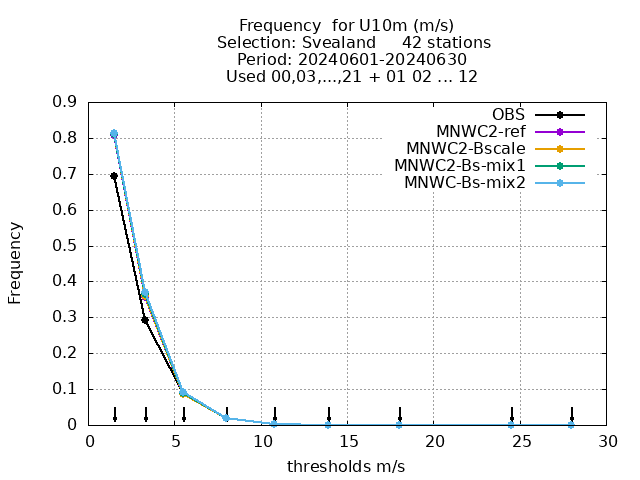 Frequency  for U10m (m/s)
Selection: Svealand     42 stations
Period: 20240601-20240630
Used 00,03,...,21 + 01 02 ... 12
OBS
MNWC2-ref
MNWC2-Bscale
MNWC2-Bs-mix1
MNWC-Bs-mix2
Frequency
0.9
0.8
0.7
0.6
0.5
0.4
0.3
0.2
0.1
0
0 5 10 15 20 25 30
thresholds m/s